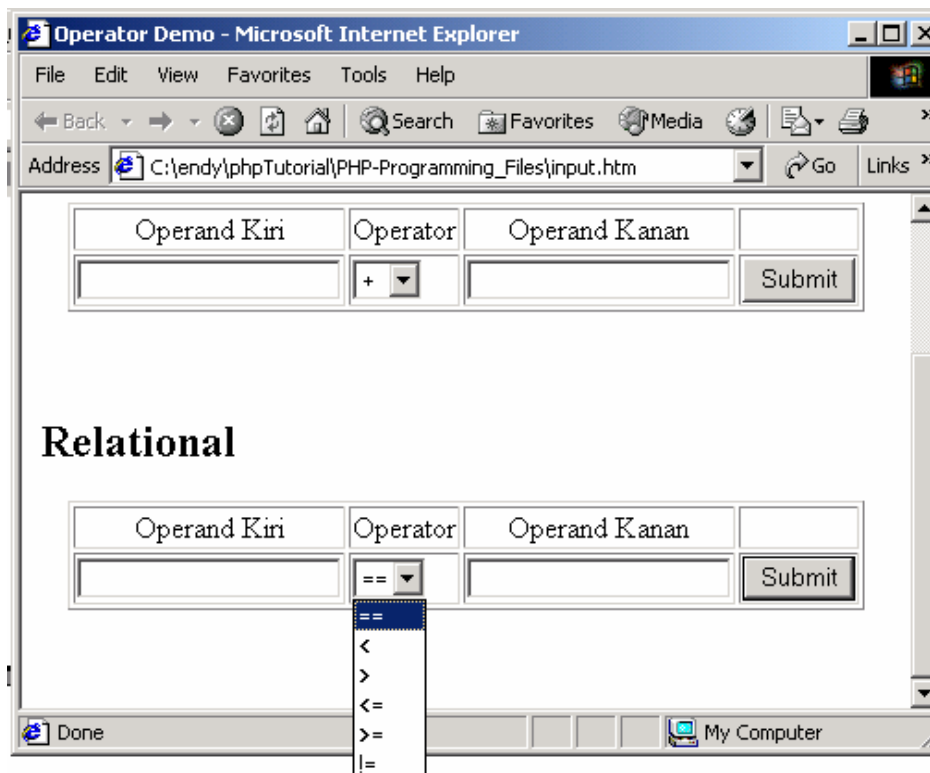 Operator Demo - Microsoft Internet Explorer
File Edit View Favorites Tools Help
Back Search Favorites Media
Address C:\endy\phpTutorial\PHP-Programming_Files\input.htm Go Links
Operand Kiri Operator Operand Kanan
+ Submit
Relational
Operand Kiri Operator Operand Kanan
== Submit
==
<
>
<=
>=
!=
Done My Computer